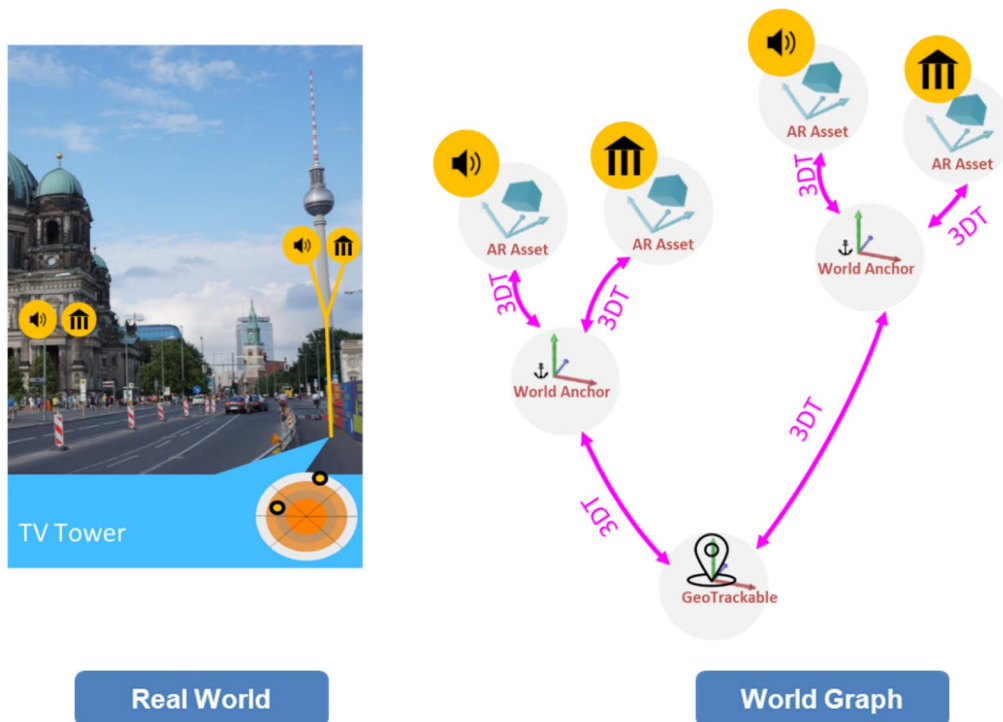 TV Tower
Real World
AR Asset
AR Asset
AR Asset
AR Asset
3DT
3DT
3DT
3DT
World Anchor
World Anchor
3DT
3DT
GeoTrackable
World Graph